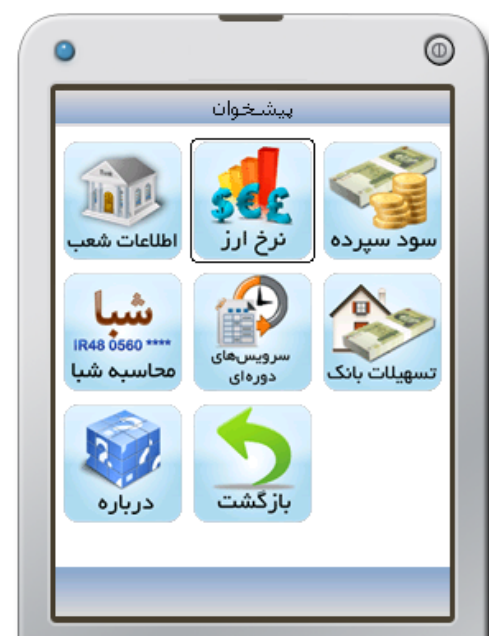 پیشخوان
سود سپرده
نرخ ارز
اطلاعات شعب
تسهیلات بانک
سرویس‌های
دوره‌ای
شبا
IR48 0560 ****
محاسبه شبا
بازگشت
درباره